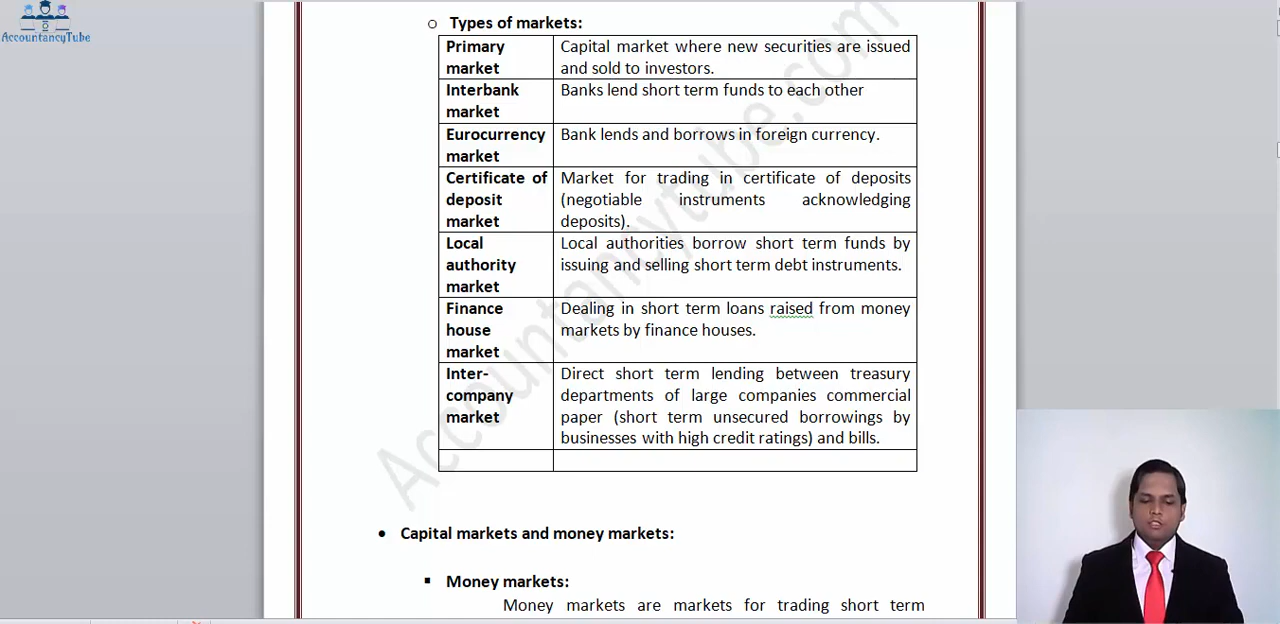 AccountancyTube
o Types of markets:
Primary market
Capital market where new securities are issued
and sold to investors.
Interbank market
Banks lend short term funds to each other
Eurocurrency market
Bank lends and borrows in foreign currency.
Certificate of deposit market
Market for trading in certificate of deposits
(negotiable instruments acknowledging
deposits).
Local authority market
Local authorities borrow short term funds by
issuing and selling short term debt instruments.
Finance house market
Dealing in short term loans raised from money
markets by finance houses.
Inter-company market
Direct short term lending between treasury
departments of large companies commercial
paper (short term unsecured borrowings by
businesses with high credit ratings) and bills.
• Capital markets and money markets:
▪ Money markets:
Money markets are markets for trading short term
Accountancytube.com